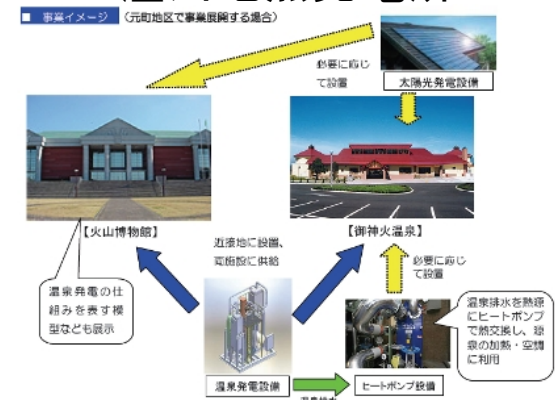 ■ 事業イメージ （元町地区で事業展開する場合）
必要に応じ
て設置
太陽光発電設備
【火山博物館】
【御神火温泉】
近接地に設置、
両施設に供給
必要に応じ
て設置
温泉発電の仕
組みを表す模
型なども展示
温泉排水を熱源
にヒートポンプ
で熱交換し、源
泉の加熱・空調
に利用
温泉発電設備
ヒートポンプ設備